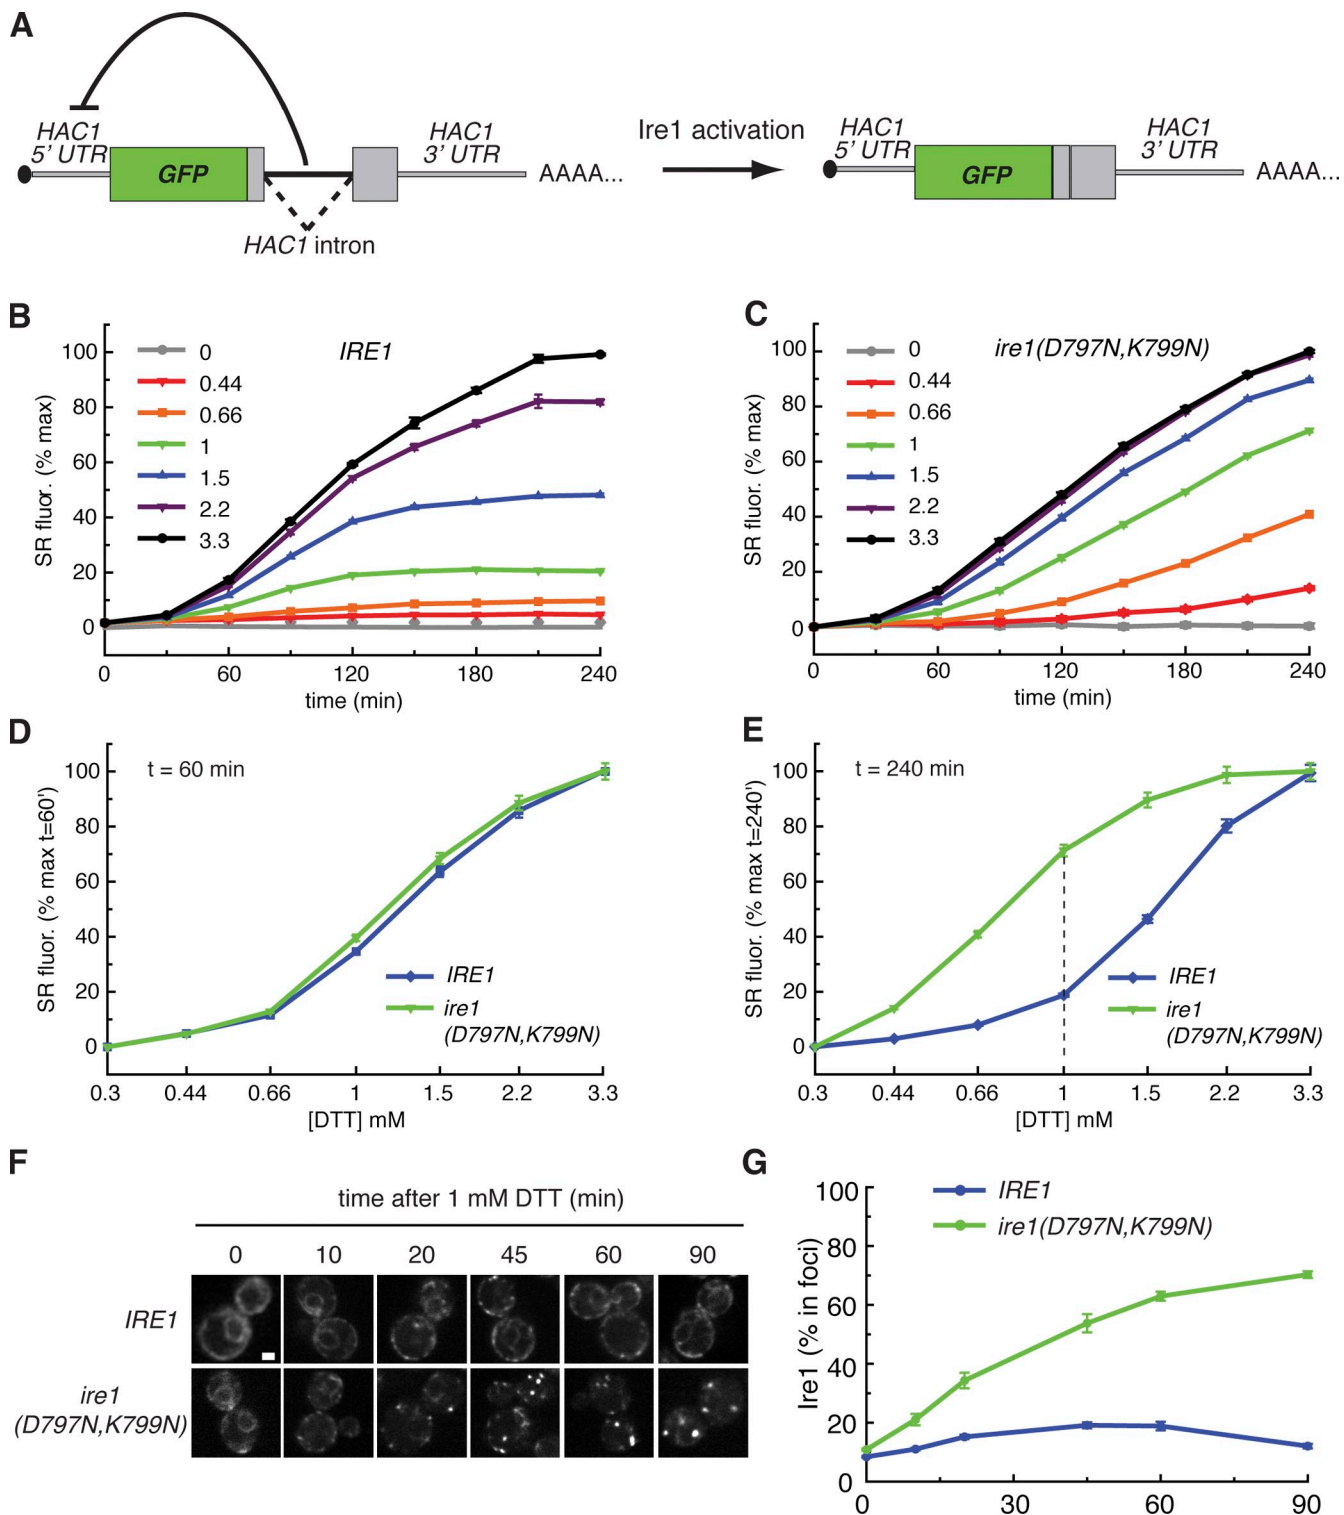 A
HAC1
5' UTR
GFP
HAC1
3' UTR
AAAA...
HAC1 intron
Ire1 activation
HAC1
5' UTR
GFP
HAC1
3' UTR
AAAA...
B
IRE1
SR fluor. (% max)
100
80
60
40
20
0
0
0.44
0.66
1
1.5
2.2
3.3
0
60
120
180
240
time (min)
C
ire1(D797N,K799N)
SR fluor. (% max)
100
80
60
40
20
0
0
0.44
0.66
1
1.5
2.2
3.3
0
60
120
180
240
time (min)
D
t = 60 min
SR fluor. (% max t=60')
100
80
60
40
20
0
IRE1
ire1
(D797N,K799N)
0.3
0.44
0.66
1
1.5
2.2
3.3
[DTT] mM
E
t = 240 min
SR fluor. (% max t=240')
100
80
60
40
20
0
IRE1
ire1
(D797N,K799N)
0.3
0.44
0.66
1
1.5
2.2
3.3
[DTT] mM
F
time after 1 mM DTT (min)
0
10
20
45
60
90
IRE1
ire1
(D797N,K799N)
G
IRE1
ire1(D797N,K799N)
Ire1 (% in foci)
100
80
60
40
20
0
0
30
60
90